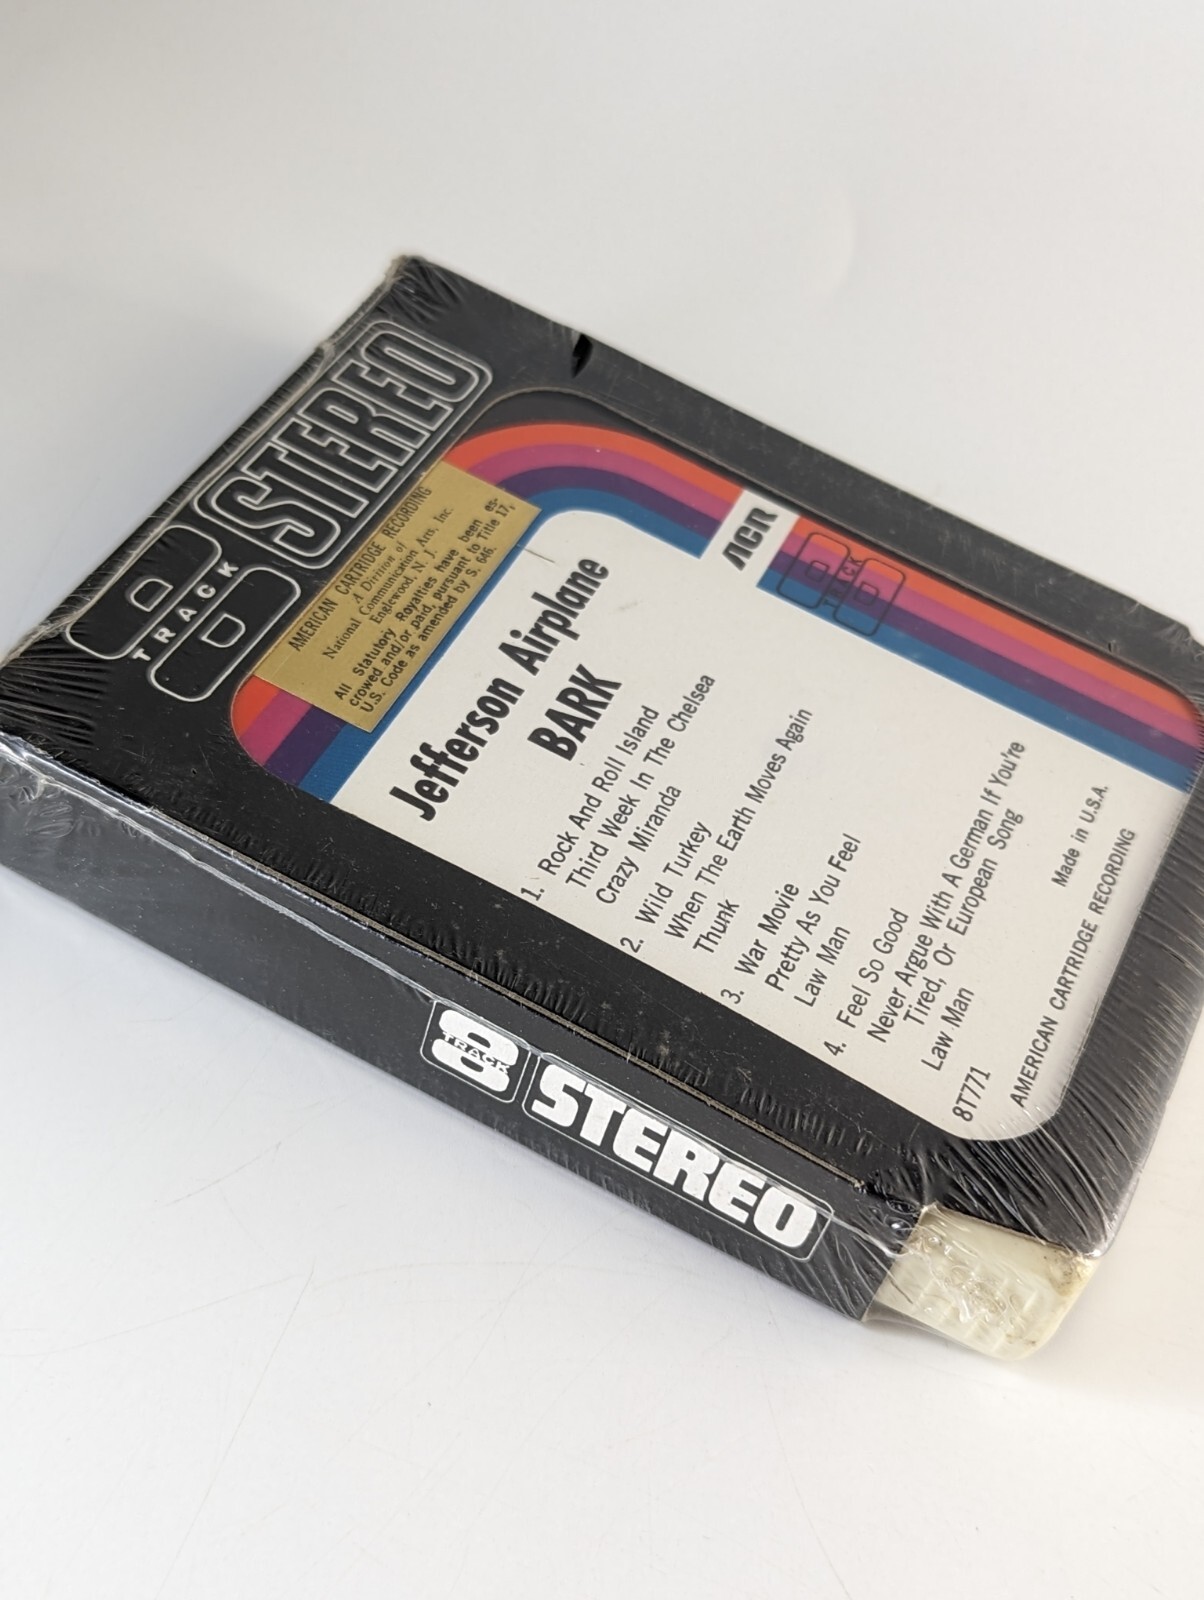 8
TRACK
STEREO
AMERICAN CARTRIDGE RECORDING
A Division of
National Communication Arts, Inc.
Englewood, N. J.
All Statutory Royalties have been es-
crowed and/or paid, pursuant to Title 17,
U.S. Code as amended by S. 646.
ACR
8
TRACK
Jefferson Airplane
BARK
1. Rock And Roll Island
Third Week In The Chelsea
Crazy Miranda
2. Wild Turkey
When The Earth Moves Again
Thunk
3. War Movie
Pretty As You Feel
Law Man
4. Feel So Good
Never Argue With A German If You're
Tired, Or European Song
Law Man
8T771
Made in U.S.A.
AMERICAN CARTRIDGE RECORDING
8
TRACK
STEREO